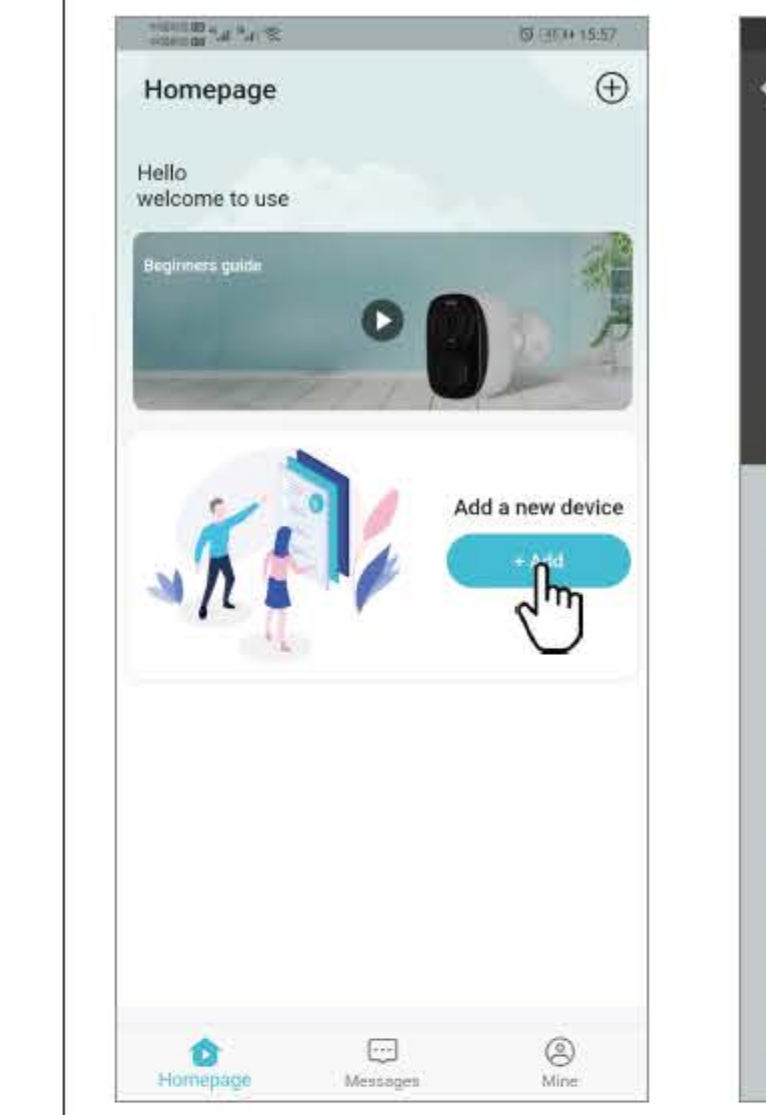 15:57
Homepage
Hello
welcome to use
Beginners guide
Add a new device
+ Add
Homepage
Messages
Mine